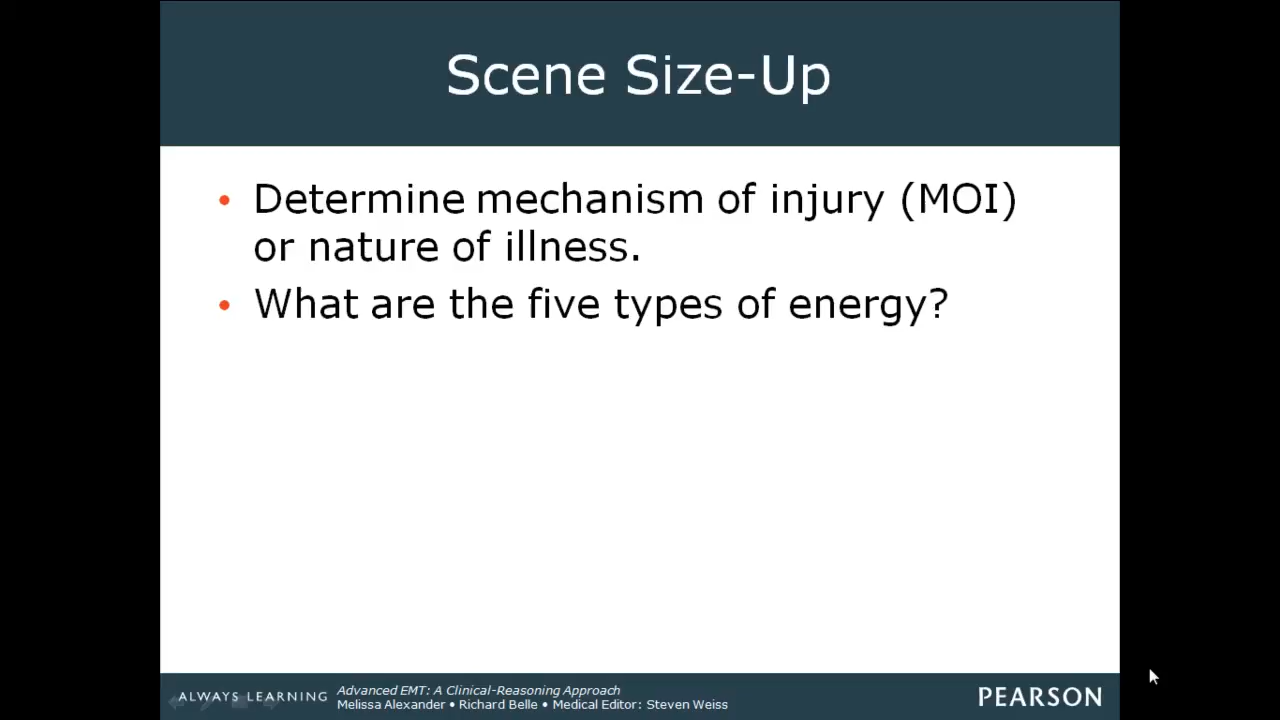 Scene Size-Up
• Determine mechanism of injury (MOI)
or nature of illness.
• What are the five types of energy?
ALWAYS LEARNING
Advanced EMT: A Clinical-Reasoning Approach
Melissa Alexander • Richard Belle • Medical Editor: Steven Weiss
PEARSON